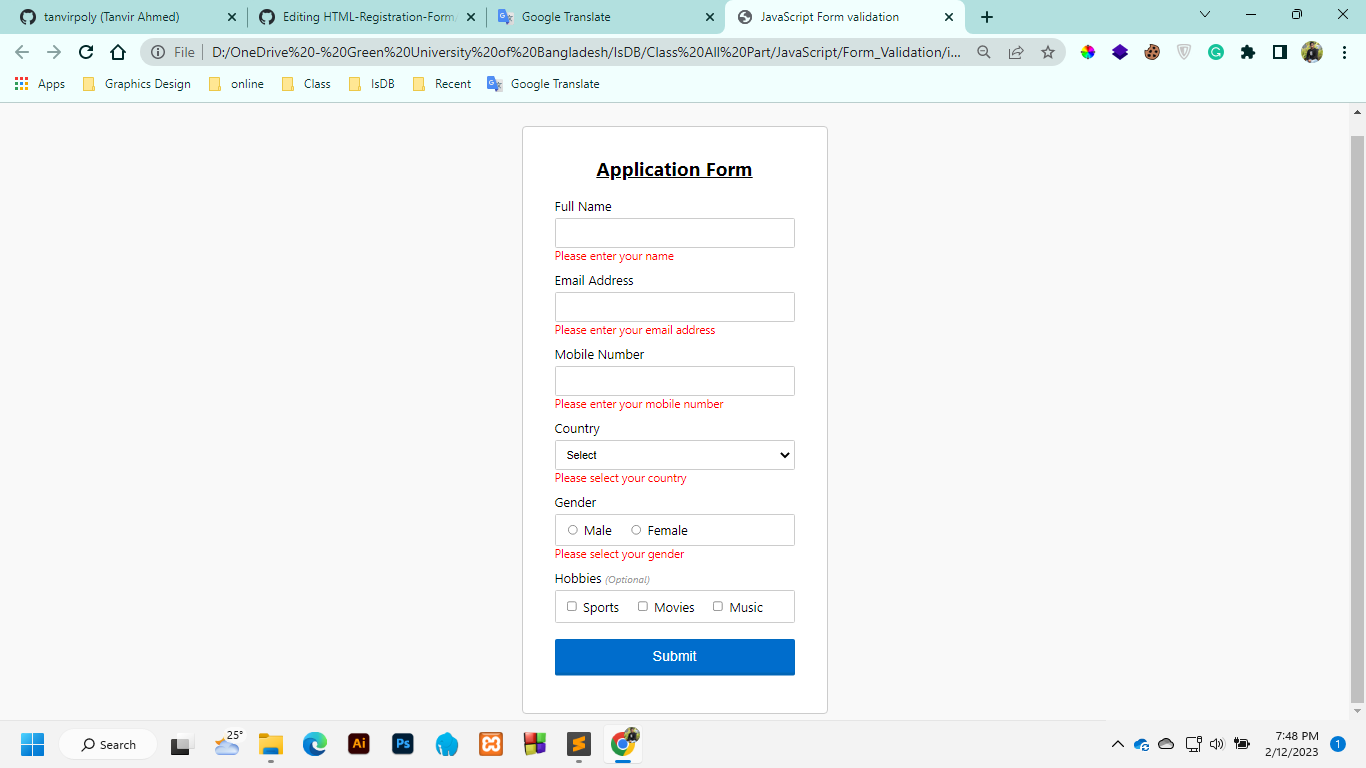 tanvirpoly (Tanvir Ahmed)
Editing HTML-Registration-Form
Google Translate
JavaScript Form validation
File
D:/OneDrive%20-%20Green%20University%20of%20Bangladesh/IsDB/Class%20All%20Part/JavaScript/Form_Validation/i...
Apps
Graphics Design
online
Class
IsDB
Recent
Google Translate
Application Form
Full Name
Please enter your name
Email Address
Please enter your email address
Mobile Number
Please enter your mobile number
Country
Select
Please select your country
Gender
Male Female
Please select your gender
Hobbies (Optional)
Sports Movies Music
Submit
Search
25°
Ai
Ps
7:48 PM
2/12/2023
1